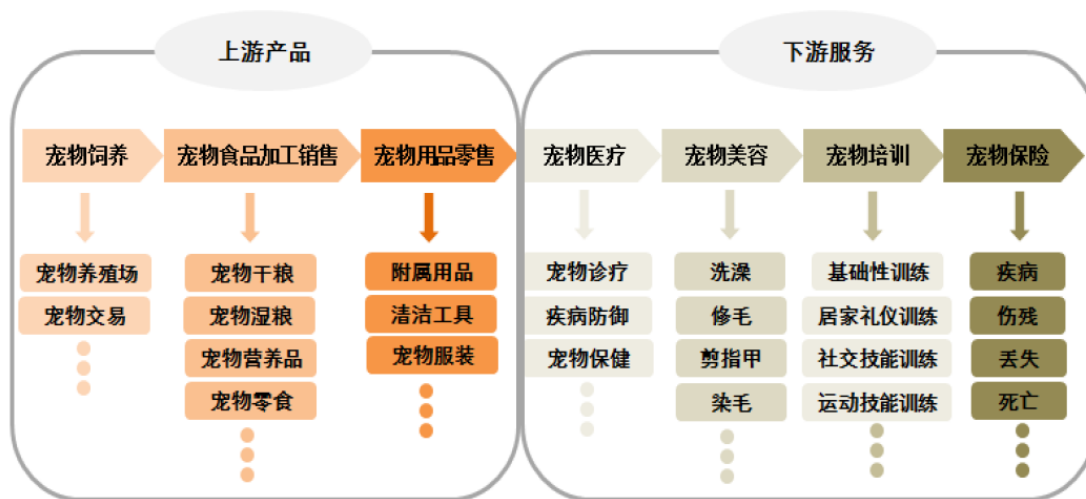 上游产品
下游服务
宠物饲养
宠物食品加工销售
宠物用品零售
宠物医疗
宠物美容
宠物培训
宠物保险
宠物养殖场
宠物交易
宠物干粮
宠物湿粮
宠物营养品
宠物零食
附属用品
清洁工具
宠物服装
宠物诊疗
疾病防御
宠物保健
洗澡
修毛
剪指甲
染毛
基础性训练
居家礼仪训练
社交技能训练
运动技能训练
疾病
伤残
丢失
死亡